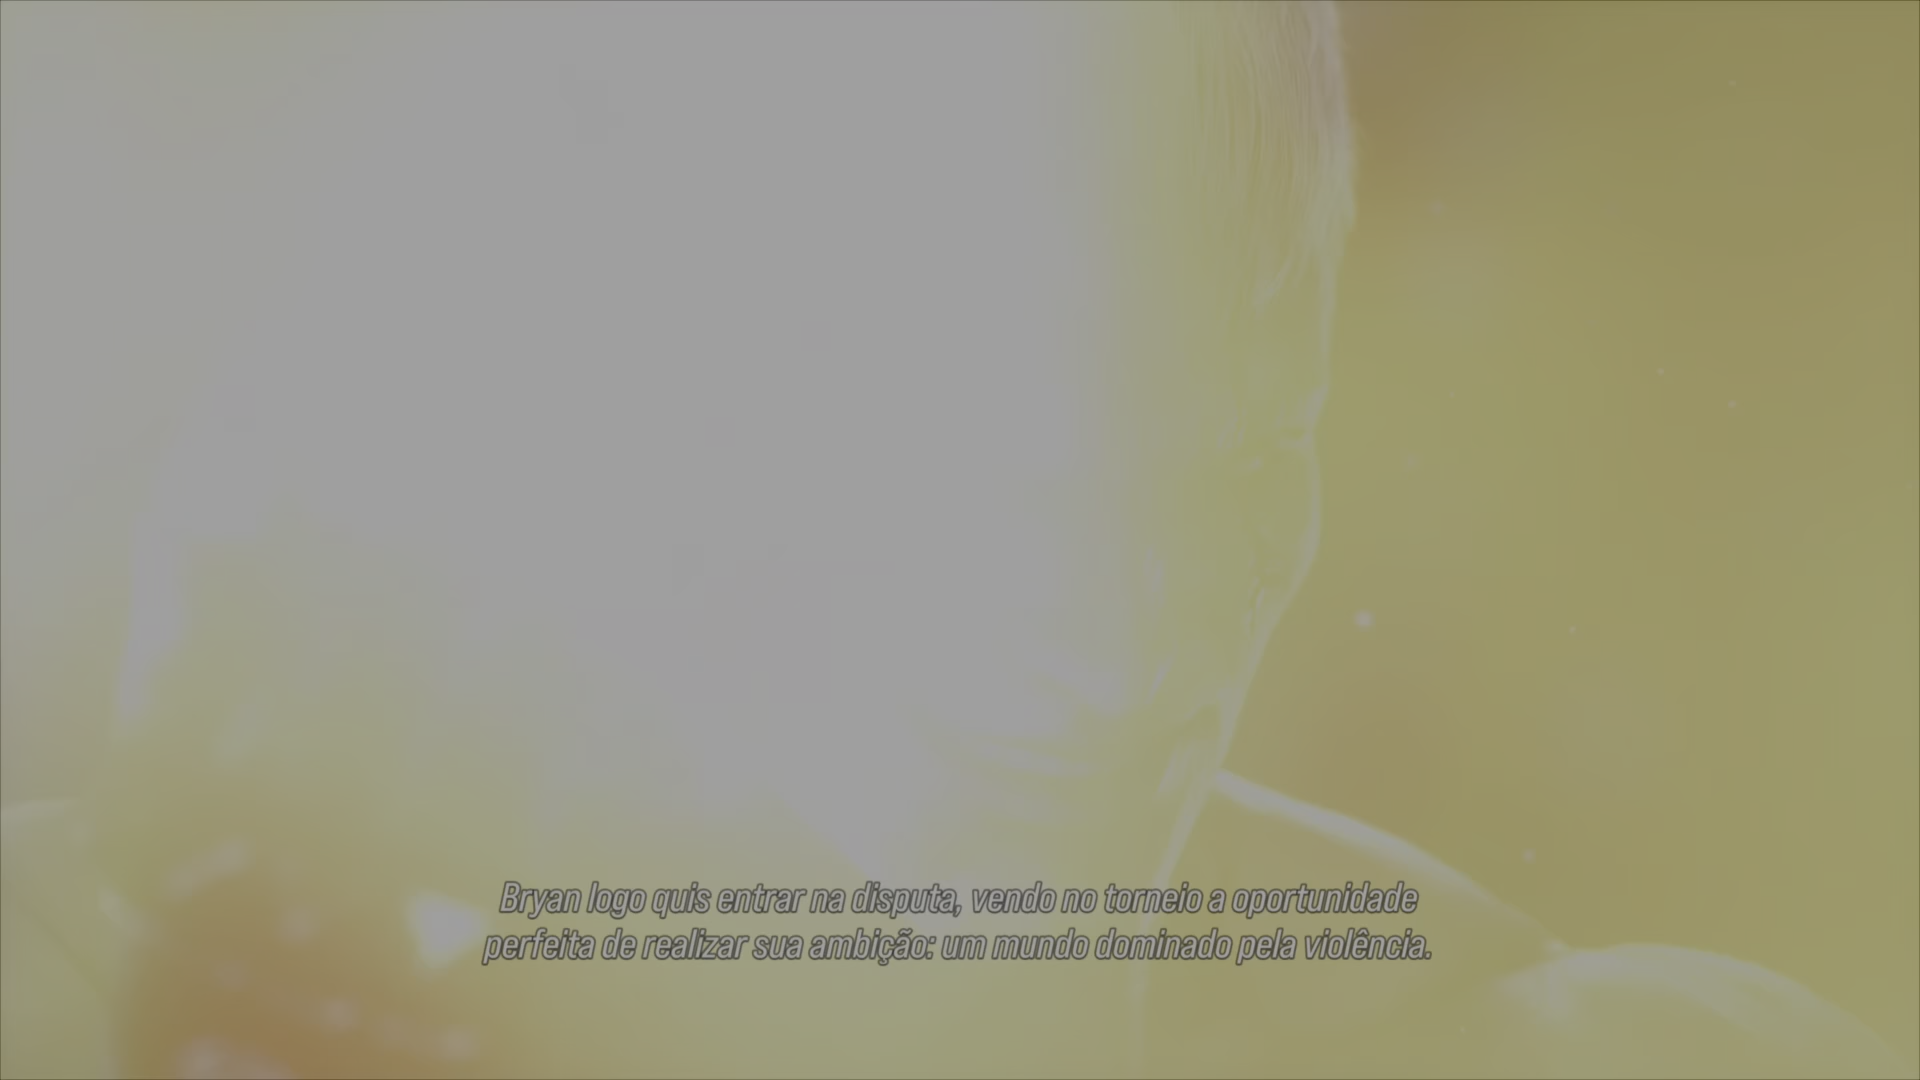 Bryan logo quis entrar na disputa, vendo no torneio a oportunidade
perfeita de realizar sua ambição: um mundo dominado pela violência.